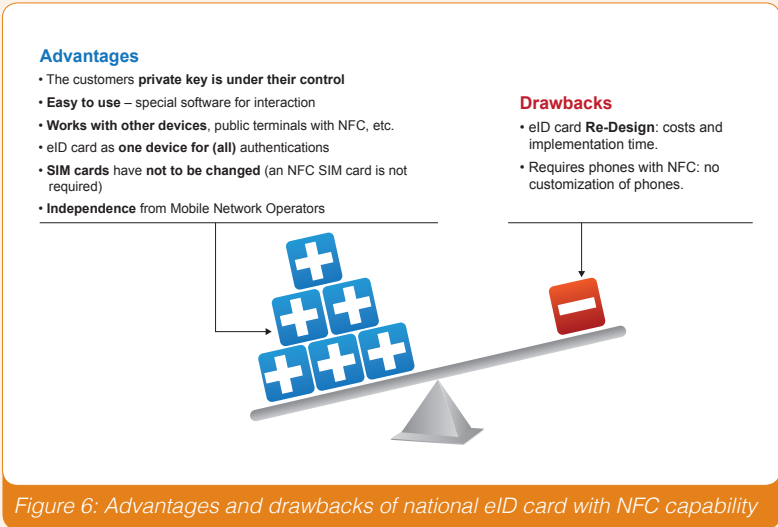 Advantages
• The customers private key is under their control
• Easy to use – special software for interaction
• Works with other devices, public terminals with NFC, etc.
• eID card as one device for (all) authentications
• SIM cards have not to be changed (an NFC SIM card is not
required)
• Independence from Mobile Network Operators
Drawbacks
• eID card Re-Design: costs and
implementation time.
• Requires phones with NFC: no
customization of phones.
Figure 6: Advantages and drawbacks of national eID card with NFC capability